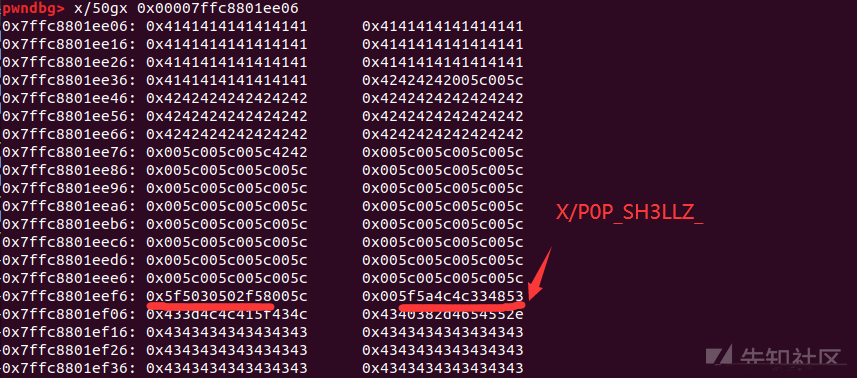 pwndbg> x/50gx 0x00007ffc8801ee06
0x7ffc8801ee06: 0x4141414141414141 0x4141414141414141
0x7ffc8801ee16: 0x4141414141414141 0x4141414141414141
0x7ffc8801ee26: 0x4141414141414141 0x4141414141414141
0x7ffc8801ee36: 0x4141414141414141 0x42424242005c005c
0x7ffc8801ee46: 0x4242424242424242 0x4242424242424242
0x7ffc8801ee56: 0x4242424242424242 0x4242424242424242
0x7ffc8801ee66: 0x4242424242424242 0x4242424242424242
0x7ffc8801ee76: 0x005c005c005c4242 0x005c005c005c005c
0x7ffc8801ee86: 0x005c005c005c005c 0x005c005c005c005c
0x7ffc8801ee96: 0x005c005c005c005c 0x005c005c005c005c
0x7ffc8801eea6: 0x005c005c005c005c 0x005c005c005c005c
0x7ffc8801eeb6: 0x005c005c005c005c 0x005c005c005c005c
0x7ffc8801eec6: 0x005c005c005c005c 0x005c005c005c005c
0x7ffc8801eed6: 0x005c005c005c005c 0x005c005c005c005c
0x7ffc8801eee6: 0x005c005c005c005c 0x005c005c005c005c
0x7ffc8801eef6: 0x5f5030502f58005c 0x005f5a4c4c334853
0x7ffc8801ef06: 0x433d4c4c415f434c 0x4340382d4654552e
0x7ffc8801ef16: 0x4343434343434343 0x4343434343434343
0x7ffc8801ef26: 0x4343434343434343 0x4343434343434343
0x7ffc8801ef36: 0x4343434343434343 0x4343434343434343
X/P0P_SH3LLZ_
先知社区